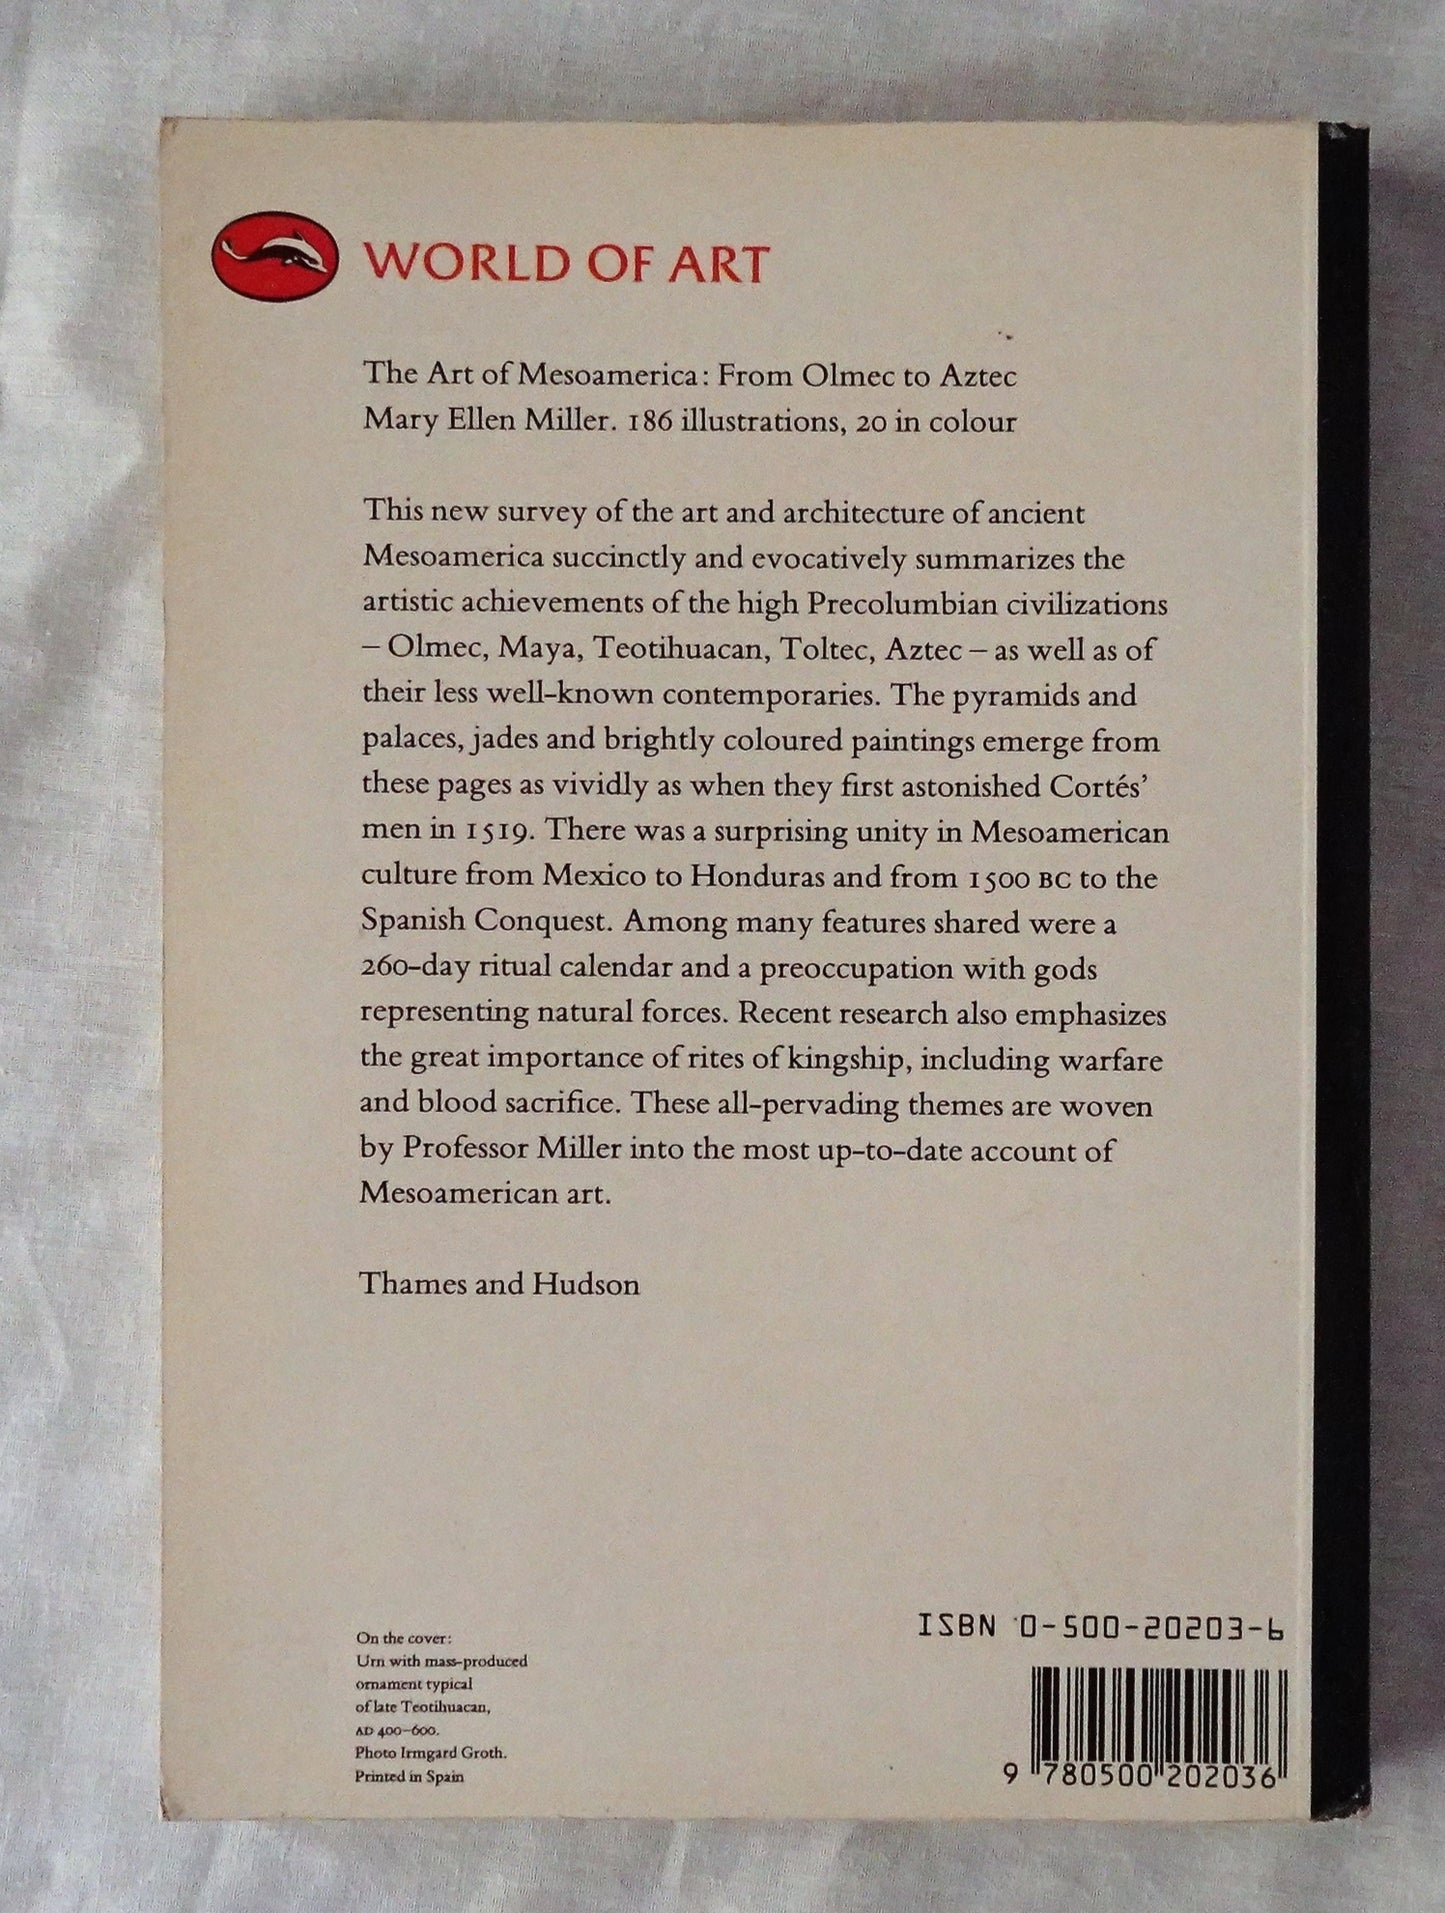 WORLD OF ART
The Art of Mesoamerica: From Olmec to Aztec
Mary Ellen Miller. 186 illustrations, 20 in colour
This new survey of the art and architecture of ancient
Mesoamerica succinctly and evocatively summarizes the
artistic achievements of the high Precolumbian civilizations
– Olmec, Maya, Teotihuacan, Toltec, Aztec – as well as of
their less well-known contemporaries. The pyramids and
palaces, jades and brightly coloured paintings emerge from
these pages as vividly as when they first astonished Cortés’
men in 1519. There was a surprising unity in Mesoamerican
culture from Mexico to Honduras and from 1500 BC to the
Spanish Conquest. Among many features shared were a
260-day ritual calendar and a preoccupation with gods
representing natural forces. Recent research also emphasizes
the great importance of rites of kingship, including warfare
and blood sacrifice. These all-pervading themes are woven
by Professor Miller into the most up-to-date account of
Mesoamerican art.
Thames and Hudson
On the cover:
Urn with mass-produced
ornament typical
of late Teotihuacan,
AD 400–600.
Photo Irmgard Groth.
Printed in Spain
ISBN 0-500-20203-6
9 780500 202036